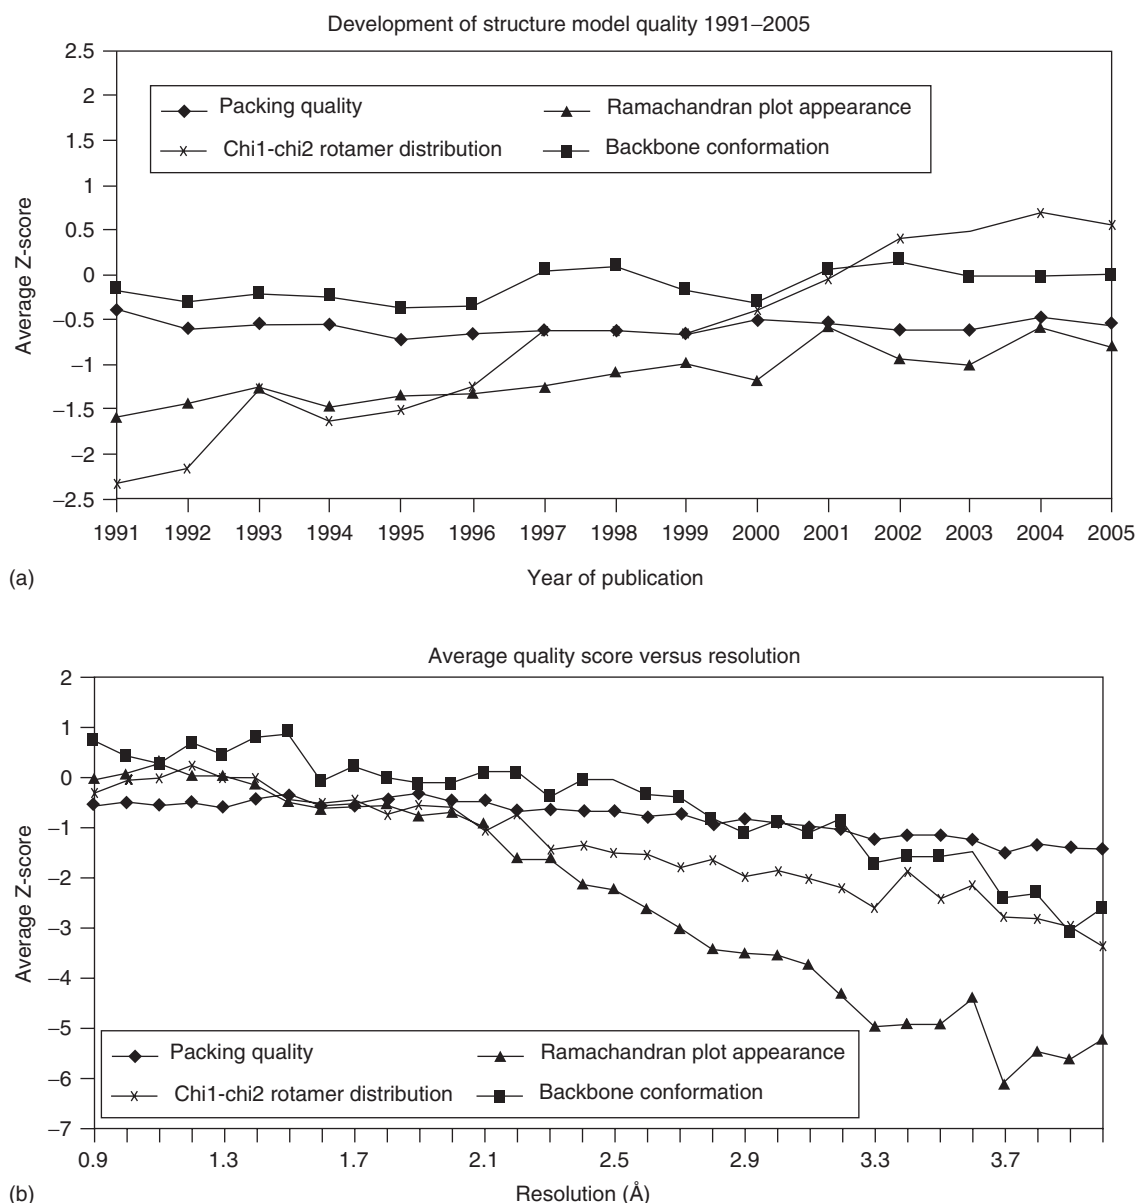 Development of structure model quality 1991–2005
2.5
2
1.5
1
0.5
0
−0.5
−1
−1.5
−2
−2.5
Average Z-score
Packing quality
Ramachandran plot appearance
Chi1-chi2 rotamer distribution
Backbone conformation
1991 1992 1993 1994 1995 1996 1997 1998 1999 2000 2001 2002 2003 2004 2005
(a)
Year of publication
Average quality score versus resolution
2
1
0
−1
−2
−3
−4
−5
−6
−7
Average Z-score
Packing quality
Ramachandran plot appearance
Chi1-chi2 rotamer distribution
Backbone conformation
0.9 1.3 1.7 2.1 2.5 2.9 3.3 3.7
(b)
Resolution (Å)